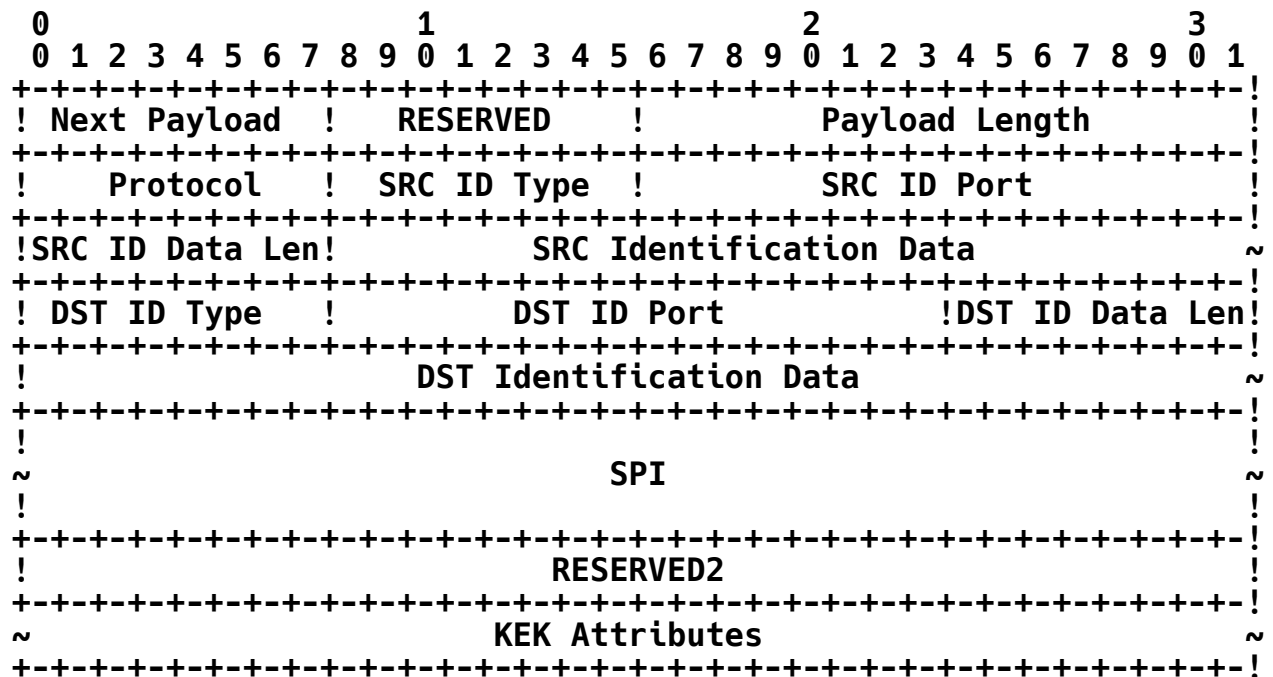 0                   1                   2                   3
 0 1 2 3 4 5 6 7 8 9 0 1 2 3 4 5 6 7 8 9 0 1 2 3 4 5 6 7 8 9 0 1
+-+-+-+-+-+-+-+-+-+-+-+-+-+-+-+-+-+-+-+-+-+-+-+-+-+-+-+-+-+-+-+-!
! Next Payload  !   RESERVED    !         Payload Length        !
+-+-+-+-+-+-+-+-+-+-+-+-+-+-+-+-+-+-+-+-+-+-+-+-+-+-+-+-+-+-+-+-!
!    Protocol   !  SRC ID Type  !         SRC ID Port           !
+-+-+-+-+-+-+-+-+-+-+-+-+-+-+-+-+-+-+-+-+-+-+-+-+-+-+-+-+-+-+-+-!
!SRC ID Data Len!          SRC Identification Data              ~
+-+-+-+-+-+-+-+-+-+-+-+-+-+-+-+-+-+-+-+-+-+-+-+-+-+-+-+-+-+-+-+-!
! DST ID Type   !         DST ID Port           !DST ID Data Len!
+-+-+-+-+-+-+-+-+-+-+-+-+-+-+-+-+-+-+-+-+-+-+-+-+-+-+-+-+-+-+-+-!
!                    DST Identification Data                    ~
+-+-+-+-+-+-+-+-+-+-+-+-+-+-+-+-+-+-+-+-+-+-+-+-+-+-+-+-+-+-+-+-!
!                                                               !
~                              SPI                              ~
!                                                               !
+-+-+-+-+-+-+-+-+-+-+-+-+-+-+-+-+-+-+-+-+-+-+-+-+-+-+-+-+-+-+-+-!
!                           RESERVED2                           !
+-+-+-+-+-+-+-+-+-+-+-+-+-+-+-+-+-+-+-+-+-+-+-+-+-+-+-+-+-+-+-+-!
~                        KEK Attributes                         ~
+-+-+-+-+-+-+-+-+-+-+-+-+-+-+-+-+-+-+-+-+-+-+-+-+-+-+-+-+-+-+-+-!